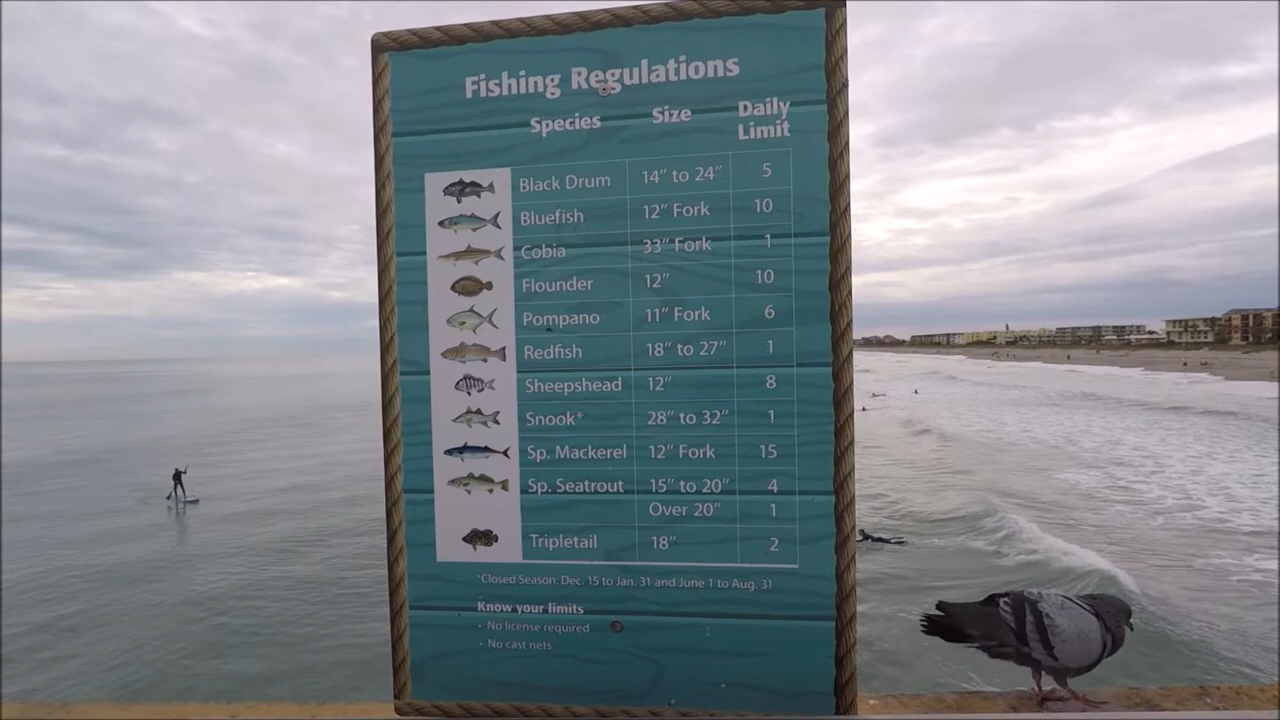 Fishing Regulations
Species Size Daily Limit
Black Drum 14" to 24" 5
Bluefish 12" Fork 10
Cobia 33" Fork 1
Flounder 12" 10
Pompano 11" Fork 6
Redfish 18" to 27" 1
Sheepshead 12" 8
Snook* 28" to 32" 1
Sp. Mackerel 12" Fork 15
Sp. Seatrout 15" to 20" 4
Over 20" 1
Tripletail 18" 2
*Closed Season: Dec. 15 to Jan. 31 and June 1 to Aug. 31
Know your limits
· No license required
· No cast nets